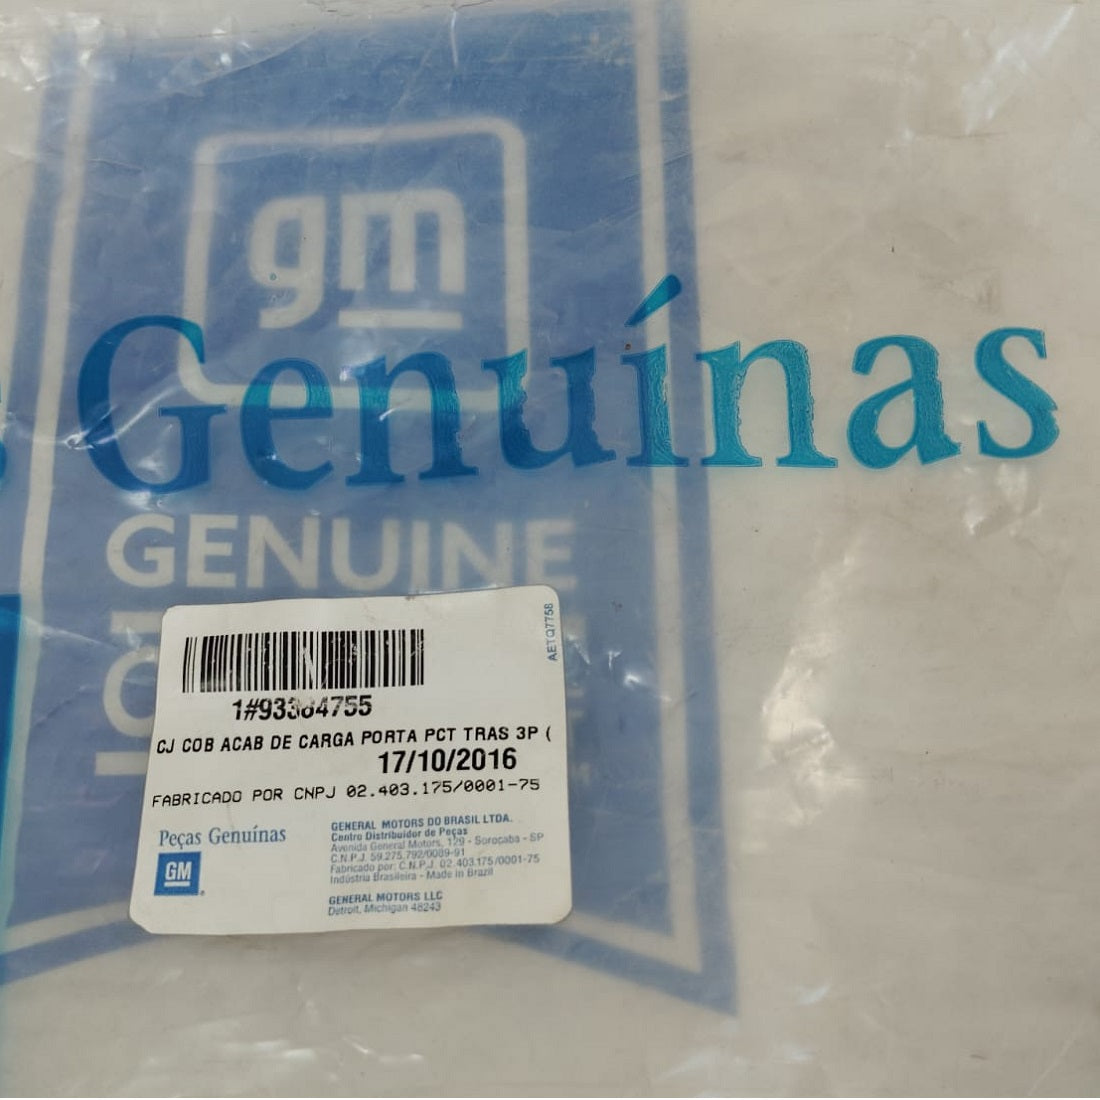 gm
Genuínas
GENUINE
AETQ7758
CJ COB ACAB DE CARGA PORTA PCT TRAS 3P (
17/10/2016
FABRICADO POR CNPJ 02.403.175/0001-75
Peças Genuínas
GM
GENERAL MOTORS DO BRASIL LTDA.
Centro Distribuidor de Peças
Avenida General Motors, 129 - Sorocaba - SP
C.N.P.J. 59.275.792/0089-91
Fabricado por: C.N.P.J. 02.403.175/0001-75
Indústria Brasileira - Made in Brazil
GENERAL MOTORS LLC
Detroit, Michigan 48243